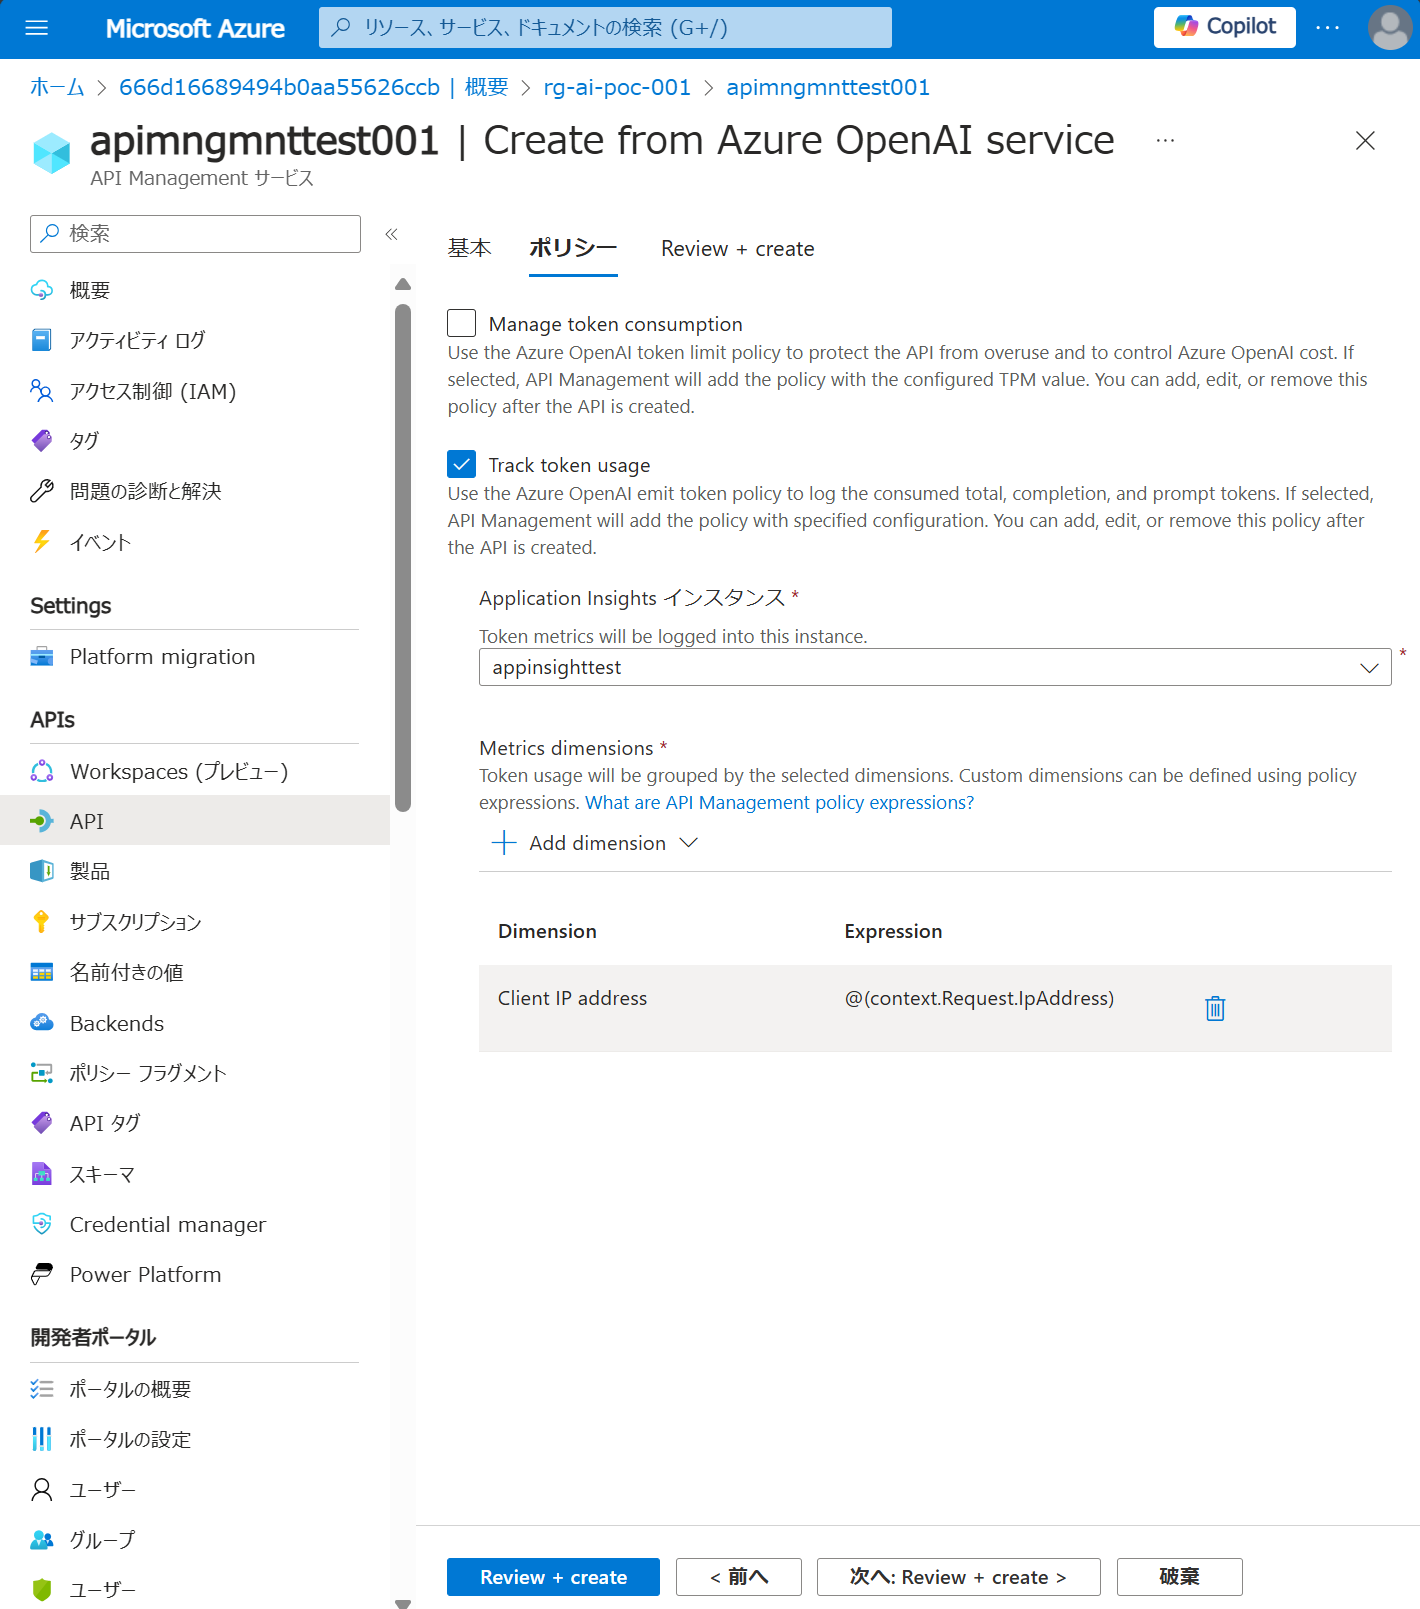 Microsoft Azure
リソース、サービス、ドキュメントの検索 (G+/)
Copilot
ホーム > 666d16689494b0aa55626ccb | 概要 > rg-ai-poc-001 > apimngmnttest001
apimngmnttest001 | Create from Azure OpenAI service
API Management サービス
検索
概要
アクティビティ ログ
アクセス制御 (IAM)
タグ
問題の診断と解決
イベント
Settings
Platform migration
APIs
Workspaces (プレビュー)
API
製品
サブスクリプション
名前付きの値
Backends
ポリシー フラグメント
API タグ
スキーマ
Credential manager
Power Platform
開発者ポータル
ポータルの概要
ポータルの設定
ユーザー
グループ
ユーザー
基本 ポリシー Review + create
Manage token consumption
Use the Azure OpenAI token limit policy to protect the API from overuse and to control Azure OpenAI cost. If
selected, API Management will add the policy with the configured TPM value. You can add, edit, or remove this
policy after the API is created.
Track token usage
Use the Azure OpenAI emit token policy to log the consumed total, completion, and prompt tokens. If selected,
API Management will add the policy with specified configuration. You can add, edit, or remove this policy after
the API is created.
Application Insights インスタンス *
Token metrics will be logged into this instance.
appinsighttest *
Metrics dimensions *
Token usage will be grouped by the selected dimensions. Custom dimensions can be defined using policy
expressions. What are API Management policy expressions?
Add dimension
Dimension Expression
Client IP address @(context.Request.IpAddress)
Review + create < 前へ 次へ: Review + create > 破棄